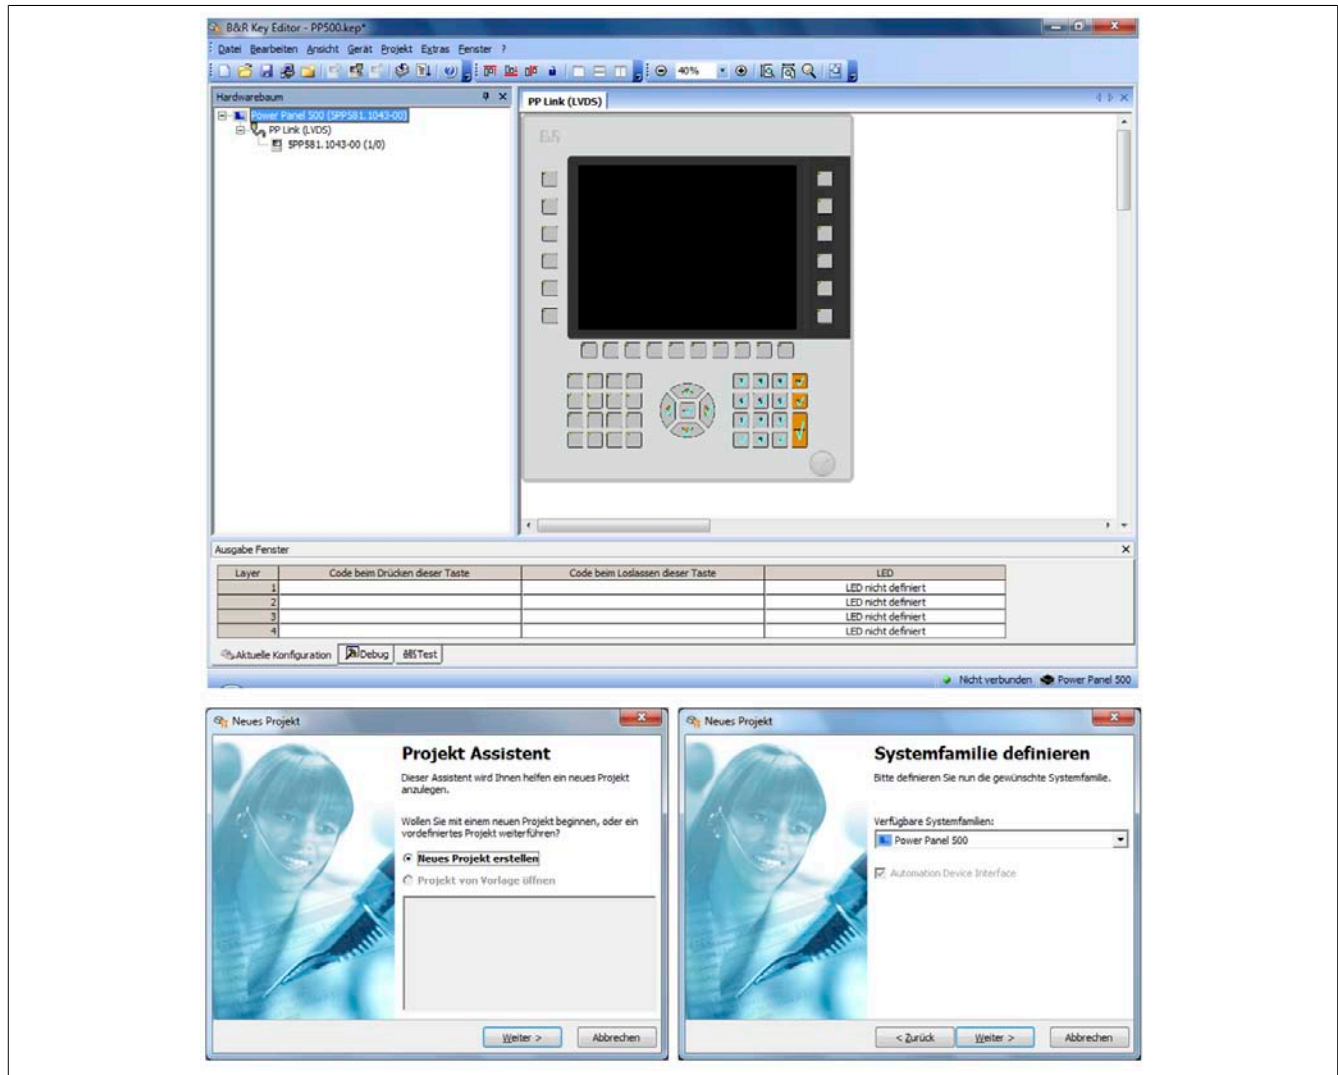 B&R Key Editor - PP500.kep*
Datei Bearbeiten Ansicht Gerät Projekt Extras Fenster ?
40%
Hardwarebaum
PP Link (LVDS)
Power Panel 500 (5PP581.1043-00)
PP Link (LVDS)
5PP581.1043-00 (1/0)
B&R
Ausgabe Fenster
Layer Code beim Drücken dieser Taste Code beim Loslassen dieser Taste LED
1 LED nicht definiert
2 LED nicht definiert
3 LED nicht definiert
4 LED nicht definiert
Aktuelle Konfiguration Debug Test
Nicht verbunden Power Panel 500
Neues Projekt
Projekt Assistent
Dieser Assistent wird Ihnen helfen ein neues Projekt
anzulegen.
Wollen Sie mit einem neuen Projekt beginnen, oder ein
vordefiniertes Projekt weiterführen?
Neues Projekt erstellen
Projekt von Vorlage öffnen
Weiter > Abbrechen
Neues Projekt
Systemfamilie definieren
Bitte definieren Sie nun die gewünschte Systemfamilie.
Verfügbare Systemfamilien:
Power Panel 500
Automation Device Interface
< Zurück Weiter > Abbrechen